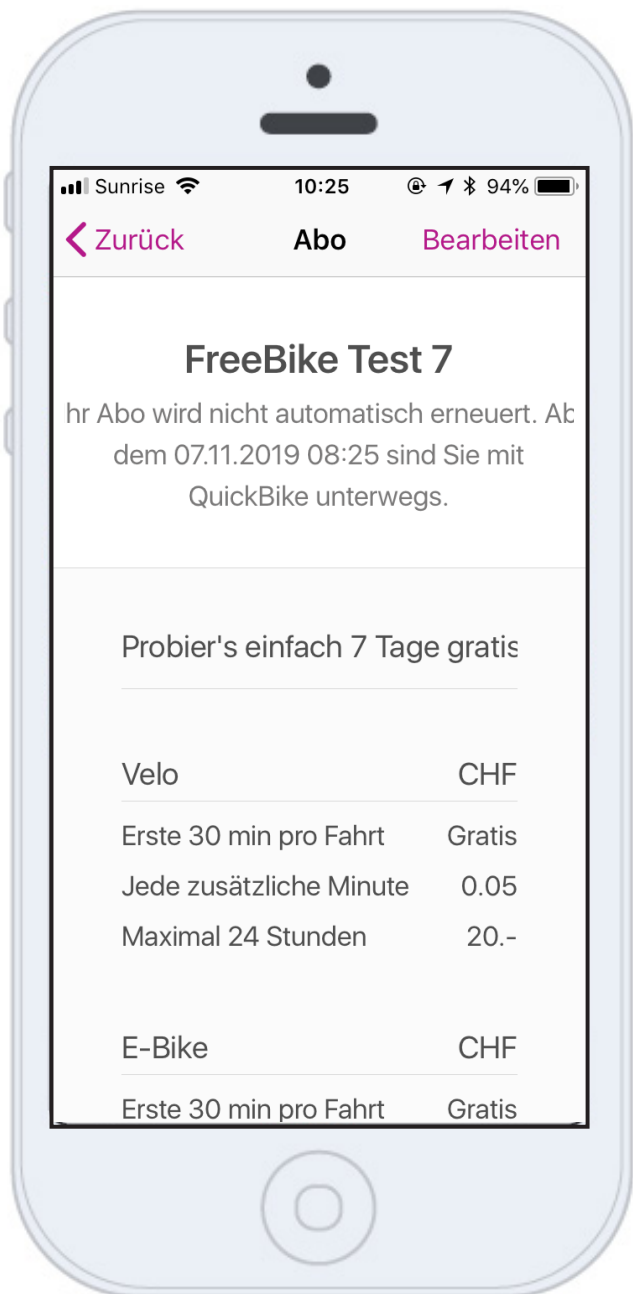 Sunrise 10:25 94%
Zurück Abo Bearbeiten
FreeBike Test 7
hr Abo wird nicht automatisch erneuert. Ab
dem 07.11.2019 08:25 sind Sie mit
QuickBike unterwegs.
Probier's einfach 7 Tage gratis
Velo CHF
Erste 30 min pro Fahrt Gratis
Jede zusätzliche Minute 0.05
Maximal 24 Stunden 20.-
E-Bike CHF
Erste 30 min pro Fahrt Gratis